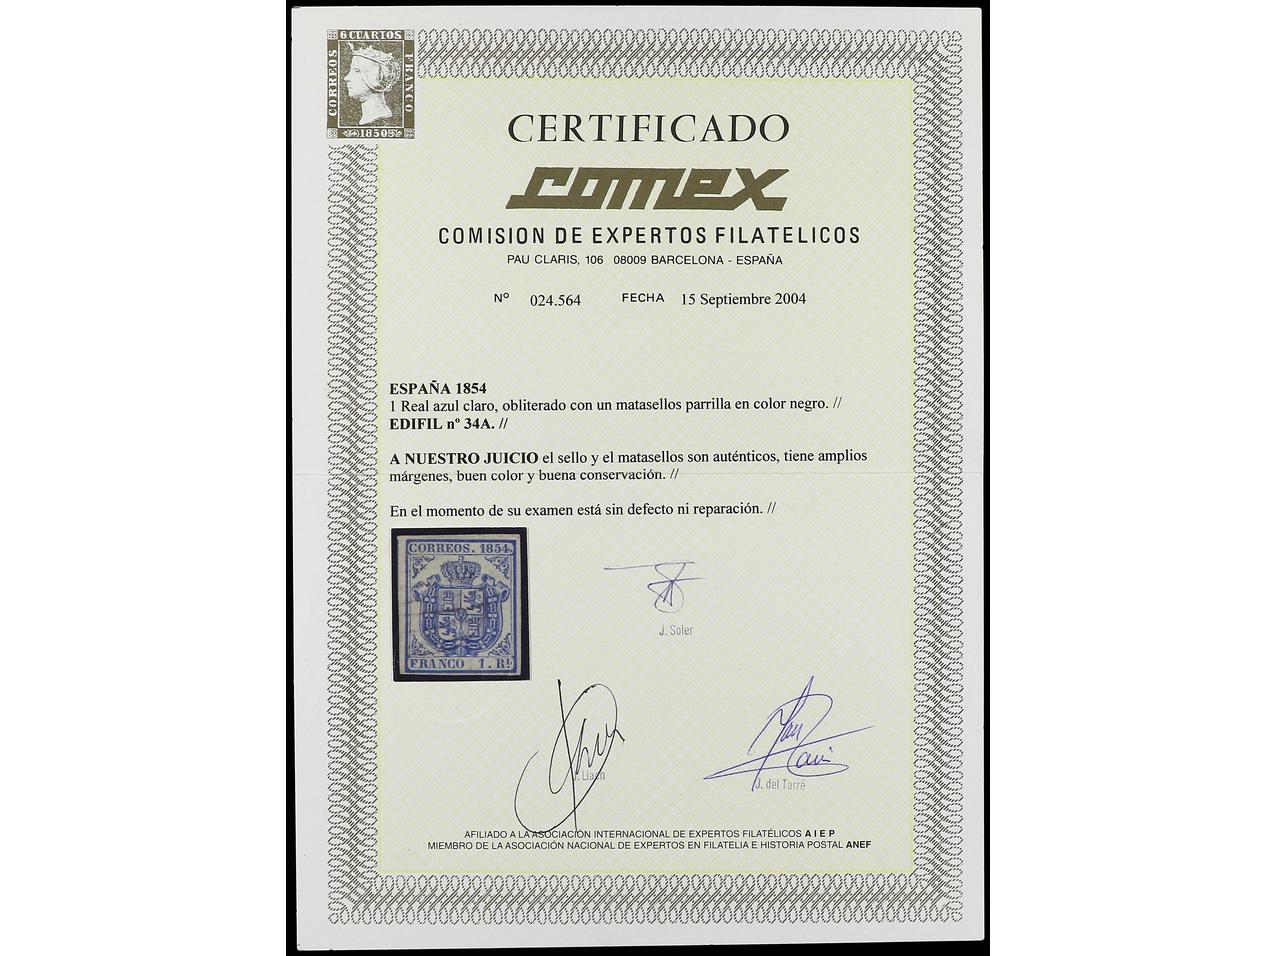 6 CUARTOS
CORREOS
FRANCO
1850
CERTIFICADO
comex
COMISION DE EXPERTOS FILATELICOS
PAU CLARIS, 106 08009 BARCELONA - ESPAÑA
Nº 024.564 FECHA 15 Septiembre 2004
ESPAÑA 1854
1 Real azul claro, obliterado con un matasellos parrilla en color negro. //
EDIFIL nº 34A. //
A NUESTRO JUICIO el sello y el matasellos son auténticos, tiene amplios
márgenes, buen color y buena conservación. //
En el momento de su examen está sin defecto ni reparación. //
CORREOS. 1854.
FRANCO 1. Rl.
J. Soler
J. Llach
J. del Tarré
AFILIADO A LA ASOCIACIÓN INTERNACIONAL DE EXPERTOS FILATÉLICOS A I E P
MIEMBRO DE LA ASOCIACIÓN NACIONAL DE EXPERTOS EN FILATELIA E HISTORIA POSTAL ANEF